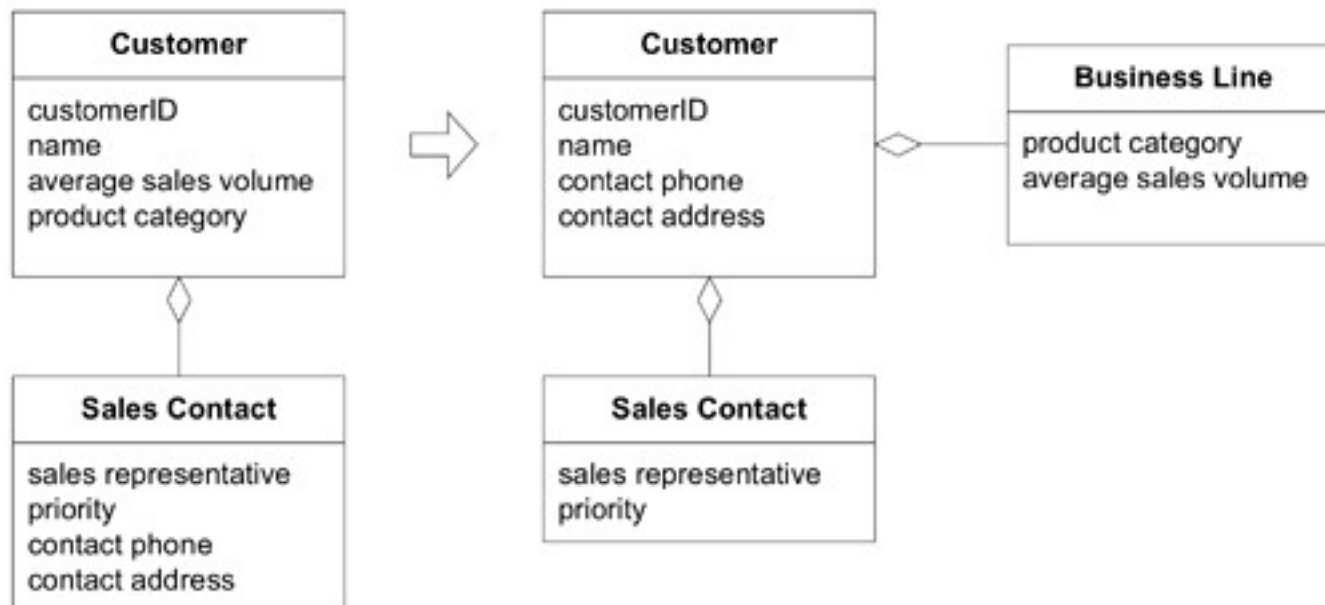 Customer
customerID
name
average sales volume
product category
Sales Contact
sales representative
priority
contact phone
contact address
Customer
customerID
name
contact phone
contact address
Sales Contact
sales representative
priority
Business Line
product category
average sales volume